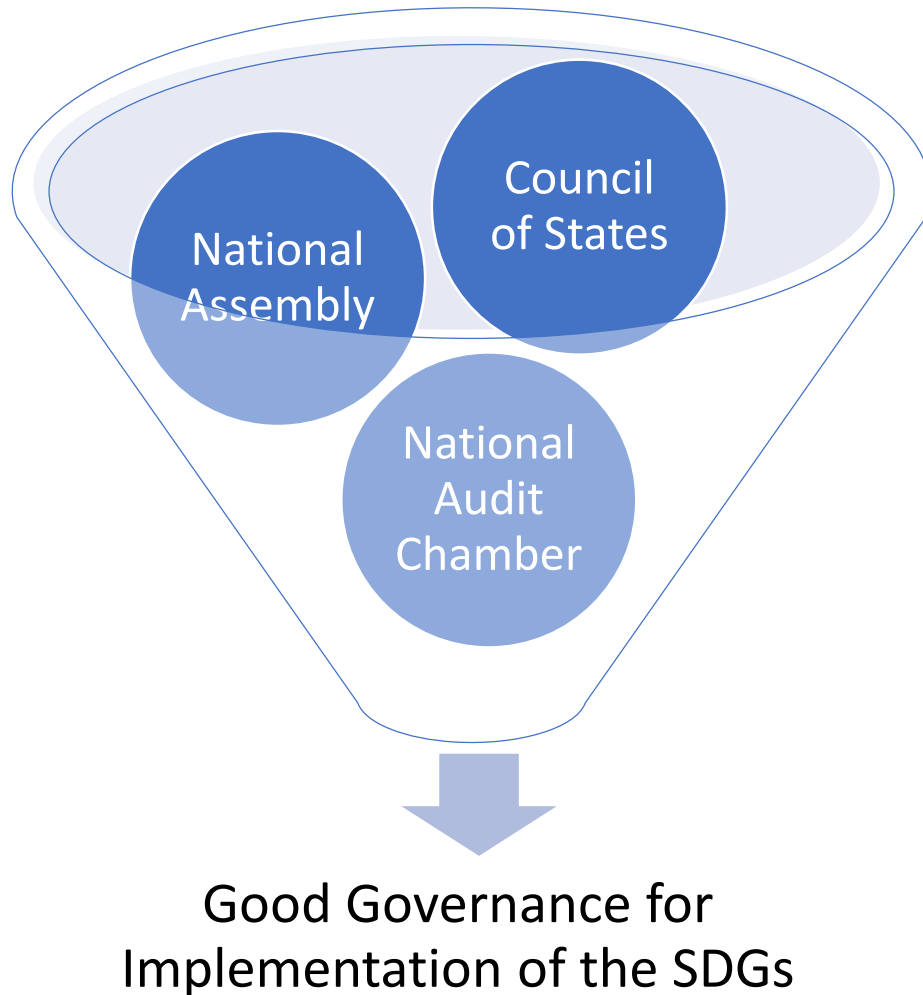 Council
of States
National
Assembly
National
Audit
Chamber
Good Governance for
Implementation of the SDGs